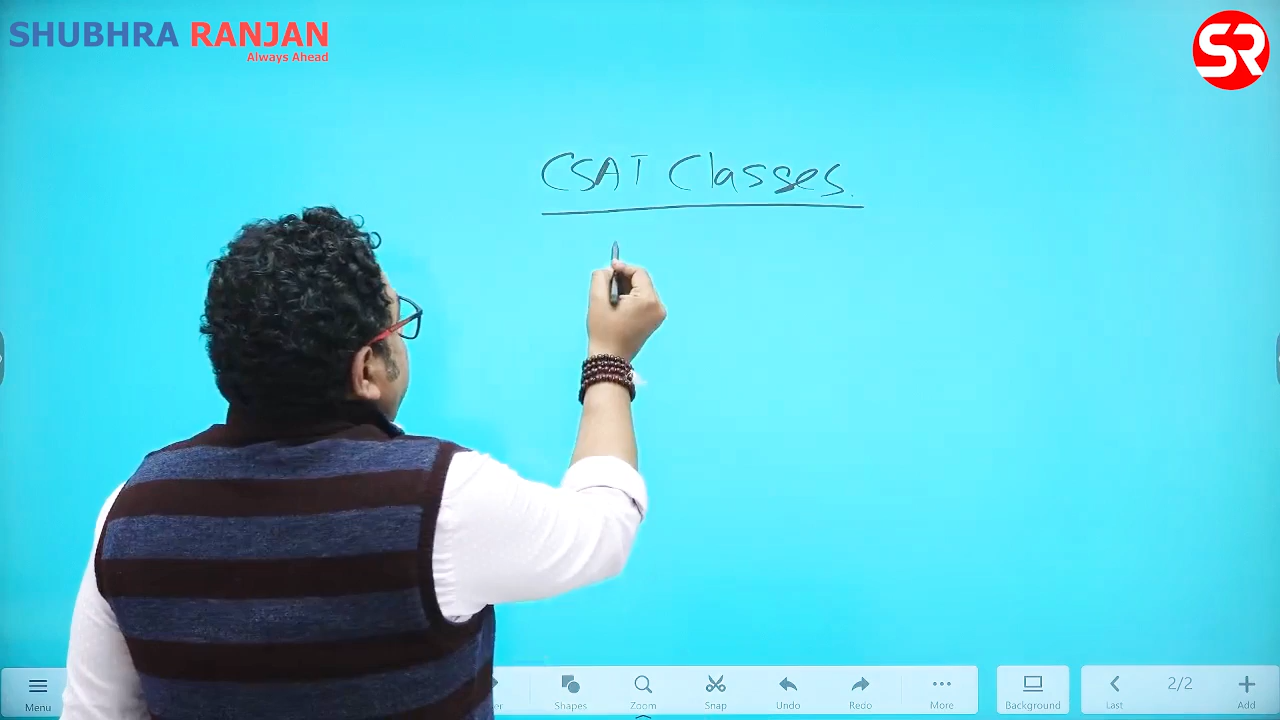 SHUBHRA RANJAN
Always Ahead
SR
CSAT Classes.
Menu
Shapes
Zoom
Snap
Undo
Redo
More
Background
Last
2/2
Add